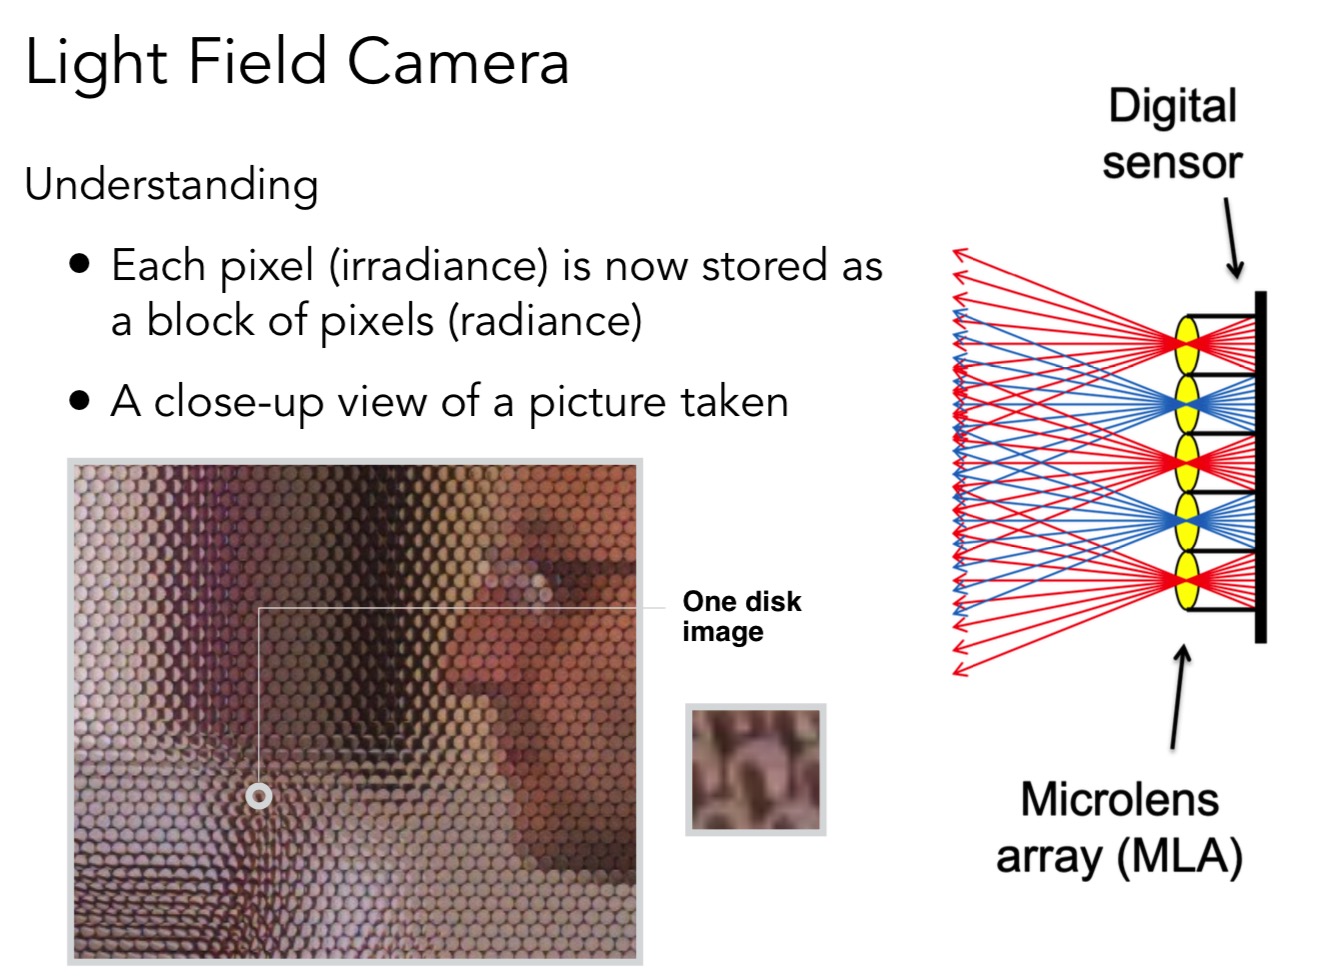 Light Field Camera
Digital
sensor
Understanding
• Each pixel (irradiance) is now stored as
a block of pixels (radiance)
• A close-up view of a picture taken
One disk
image
Microlens
array (MLA)